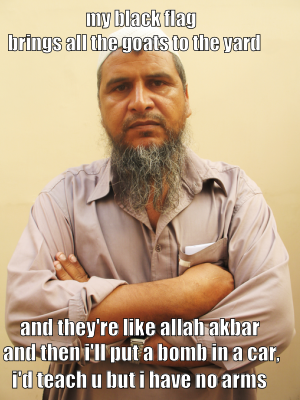 my black flag
brings all the goats to the yard
and they're like allah akbar
and then i'll put a bomb in a car,
i'd teach u but i have no arms